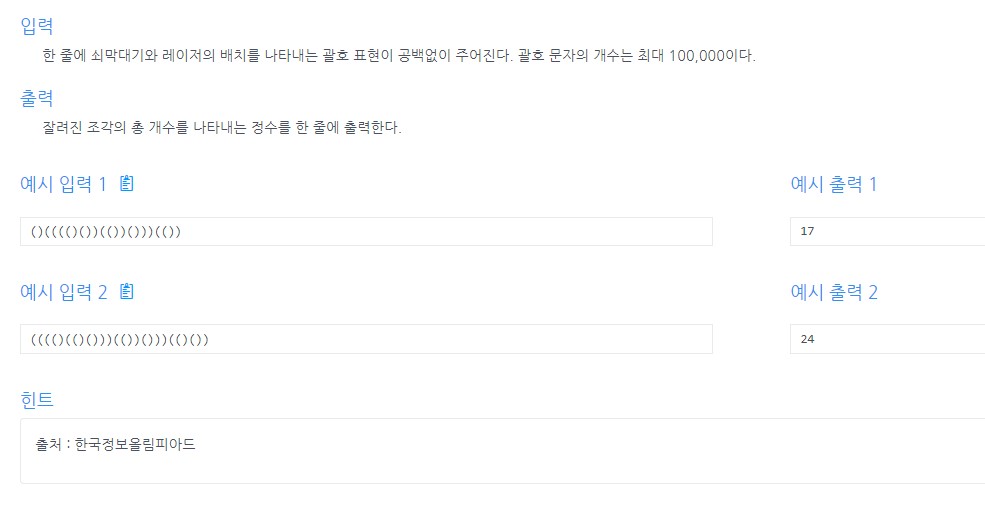 입력
한 줄에 쇠막대기와 레이저의 배치를 나타내는 괄호 표현이 공백없이 주어진다. 괄호 문자의 개수는 최대 100,000이다.
출력
잘려진 조각의 총 개수를 나타내는 정수를 한 줄에 출력한다.
예시 입력 1
예시 출력 1
()(((()())(())()))(())
17
예시 입력 2
예시 출력 2
(((()(()()))(())()))(()())
24
힌트
출처 : 한국정보올림피아드